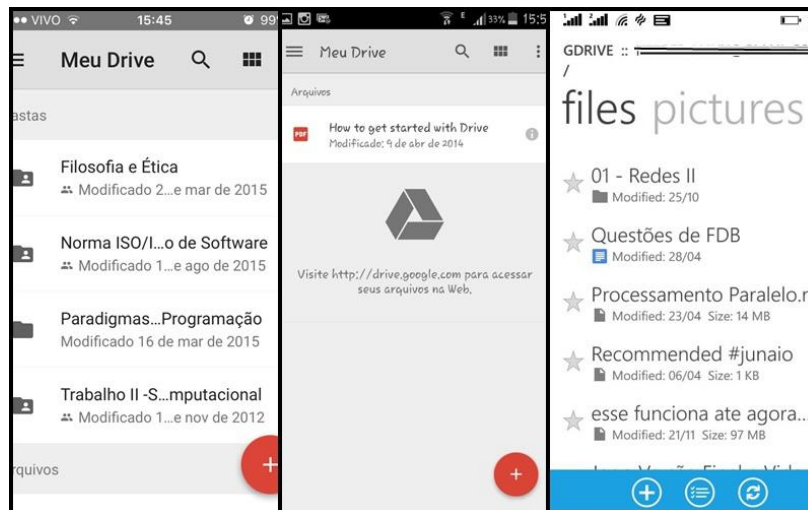 VIVO 15:45 99
Meu Drive
astas
Filosofia e Ética
Modificado 2...e mar de 2015
Norma ISO/I...o de Software
Modificado 1...e ago de 2015
Paradigmas...Programação
Modificado 16 de mar de 2015
Trabalho II -S...mputacional
Modificado 1...e nov de 2012
rquivos
+
E 33% 15:5
Meu Drive
Arquivos
PDF
How to get started with Drive
Modificado: 9 de abr de 2014
Visite http://drive.google.com para acessar
seus arquivos na Web.
+
GDRIVE ::
/
files pictures
01 - Redes II
Modified: 25/10
Questões de FDB
Modified: 28/04
Processamento Paralelo.r
Modified: 23/04 Size: 14 MB
Recommended #junaio
Modified: 06/04 Size: 1 KB
esse funciona ate agora...
Modified: 21/11 Size: 97 MB